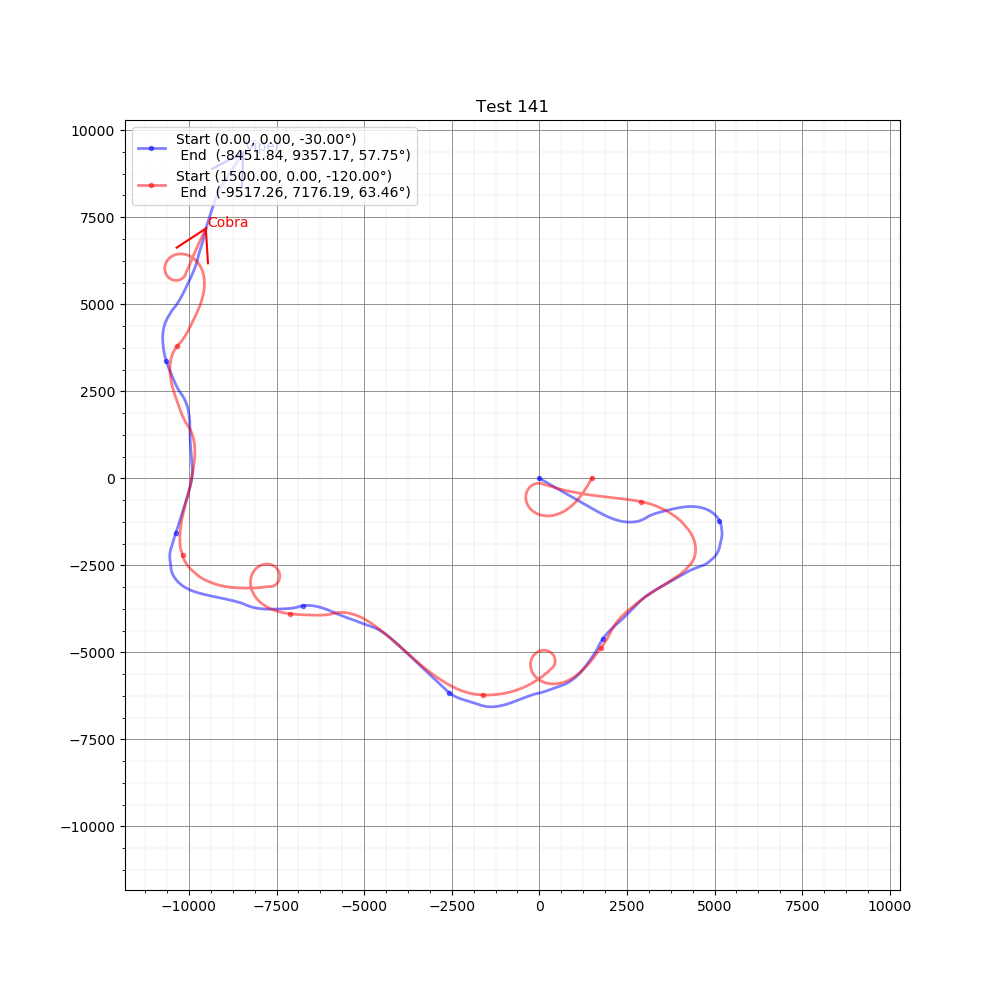 Test 141
Start (0.00, 0.00, -30.00°)
End (-8451.84, 9357.17, 57.75°)
Start (1500.00, 0.00, -120.00°)
End (-9517.26, 7176.19, 63.46°)
Cobra
10000
7500
5000
2500
0
−2500
−5000
−7500
−10000
−10000 −7500 −5000 −2500 0 2500 5000 7500 10000